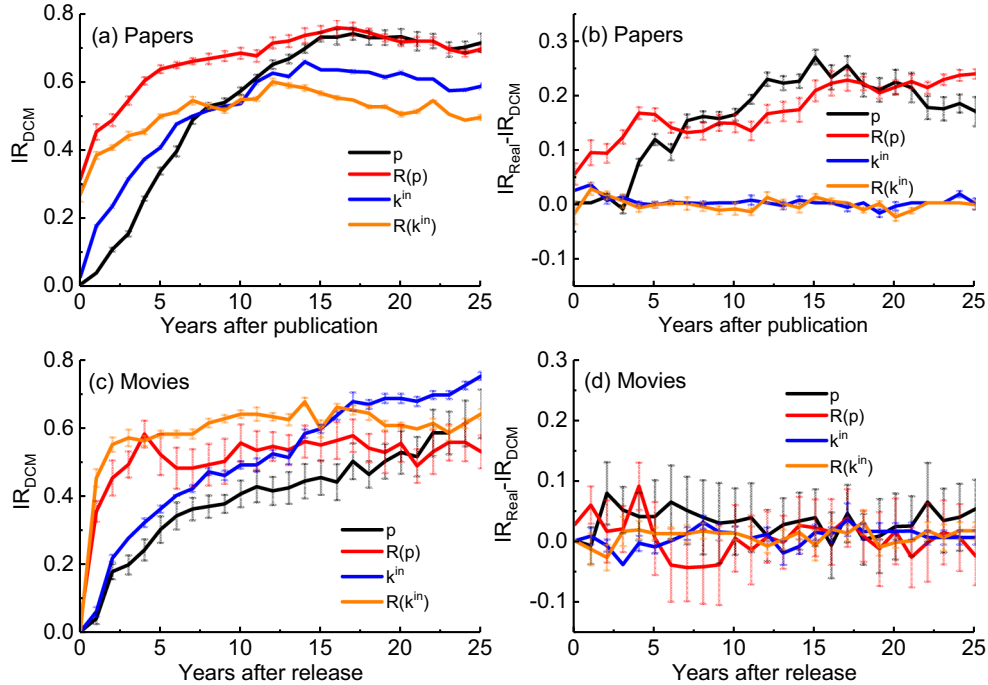 (a) Papers
IR_DCM
0.8
0.6
0.4
0.2
0.0
p
R(p)
k^in
R(k^in)
0 5 10 15 20 25
Years after publication
(b) Papers
IR_Real-IR_DCM
0.3
0.2
0.1
0.0
-0.1
p
R(p)
k^in
R(k^in)
0 5 10 15 20 25
Years after publication
(c) Movies
IR_DCM
0.8
0.6
0.4
0.2
0.0
p
R(p)
k^in
R(k^in)
0 5 10 15 20 25
Years after release
(d) Movies
IR_Real-IR_DCM
0.3
0.2
0.1
0.0
-0.1
p
R(p)
k^in
R(k^in)
0 5 10 15 20 25
Years after release